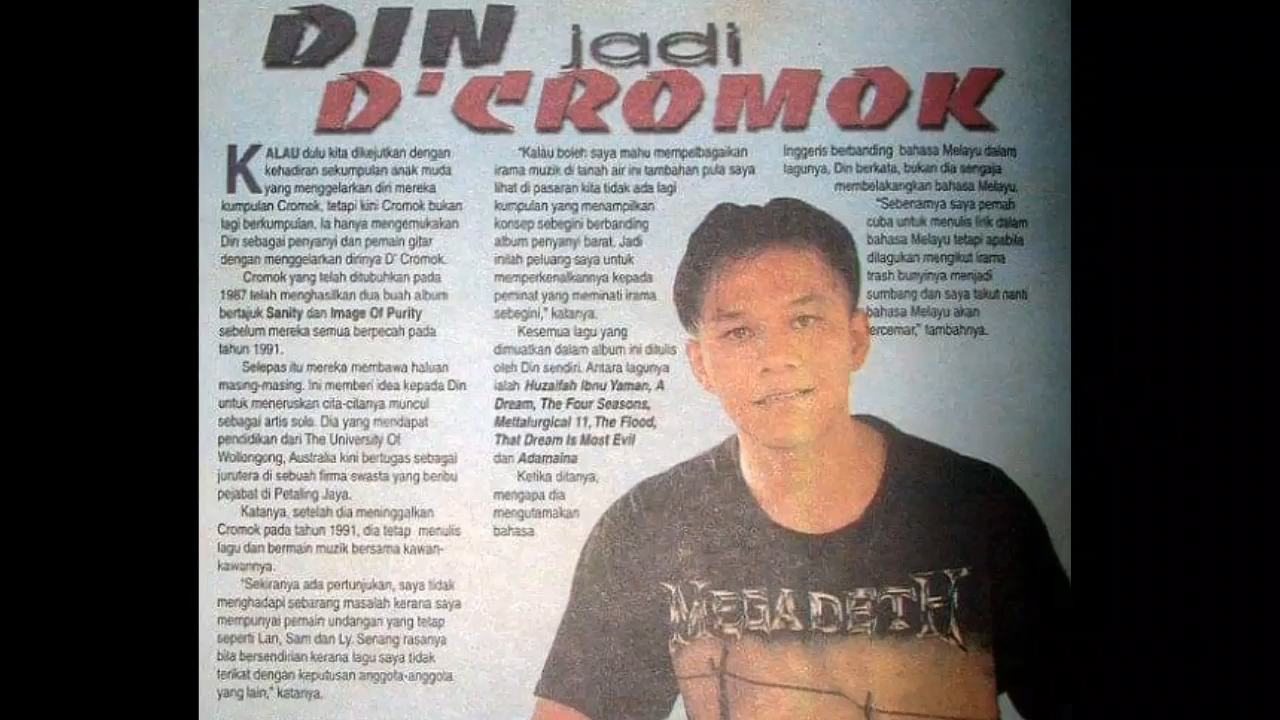 DIN jadi
D'CROMOK
KALAU dulu kita dikejutkan dengan
kehadiran sekumpulan anak muda
yang menggelarkan diri mereka
kumpulan Cromok, tetapi kini Cromok bukan
lagi berkumpulan. Ia hanya mengemukakan
Din sebagai penyanyi dan pemain gitar
dengan menggelarkan dirinya D' Cromok.
Cromok yang telah ditubuhkan pada
1987 telah menghasilkan dua buah album
bertajuk Sanity dan Image Of Purity
sebelum mereka semua berpecah pada
tahun 1991.
Selepas itu mereka membawa haluan
masing-masing. Ini memberi idea kepada Din
untuk meneruskan cita-citanya muncul
sebagai artis solo. Dia yang mendapat
pendidikan dari The University Of
Wollongong, Australia kini bertugas sebagai
jurutera di sebuah firma swasta yang beribu
pejabat di Petaling Jaya.
Katanya, setelah dia meninggalkan
Cromok pada tahun 1991, dia tetap menulis
lagu dan bermain muzik bersama kawan-
kawannya.
"Sekiranya ada pertunjukan, saya tidak
menghadapi sebarang masalah kerana saya
mempunyai pemain undangan yang tetap
seperti Lan, Sam dan Ly. Senang rasanya
bila bersendirian kerana lagu saya tidak
terikat dengan keputusan anggota-anggota
yang lain," katanya.
"Kalau boleh saya mahu mempelbagaikan
irama muzik di tanah air ini tambahan pula saya
lihat di pasaran kita tidak ada lagi
kumpulan yang menampilkan
konsep sebegini berbanding
album penyanyi barat. Jadi
inilah peluang saya untuk
memperkenalkannya kepada
peminat yang meminati irama
sebegini," katanya.
Kesemua lagu yang
dimuatkan dalam album ini ditulis
oleh Din sendiri. Antara lagunya
ialah Huzaifah Ibnu Yaman, A
Dream, The Four Seasons,
Mettalurgical 11, The Flood,
That Dream Is Most Evil
dan Adamaina
Ketika ditanya,
mengapa dia
mengutamakan
bahasa
Inggeris berbanding bahasa Melayu dalam
lagunya, Din berkata, bukan dia sengaja
membelakangkan bahasa Melayu.
"Sebenarnya saya pernah
cuba untuk menulis lirik dalam
bahasa Melayu tetapi apabila
dilagukan mengikut irama
trash bunyinya menjadi
sumbang dan saya takut nanti
bahasa Melayu akan
tercemar," tambahnya.
MEGADETH